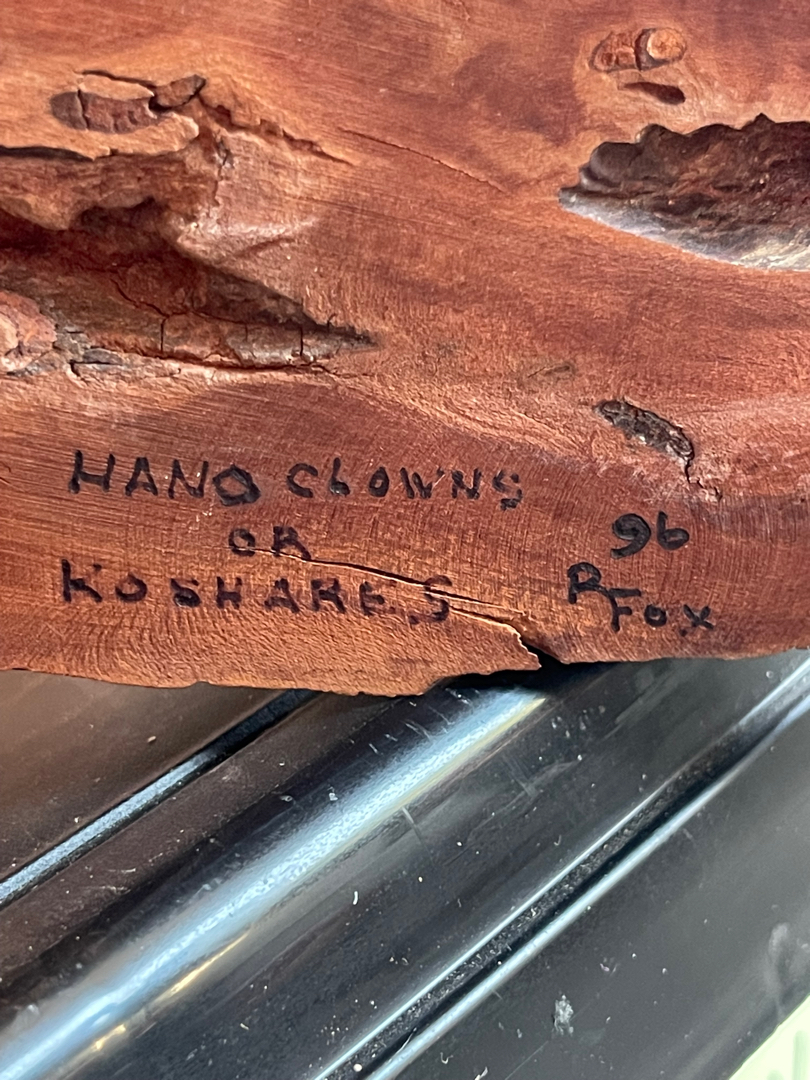 HANO CLOWNS
OR
KOSHARES
96
R FOX